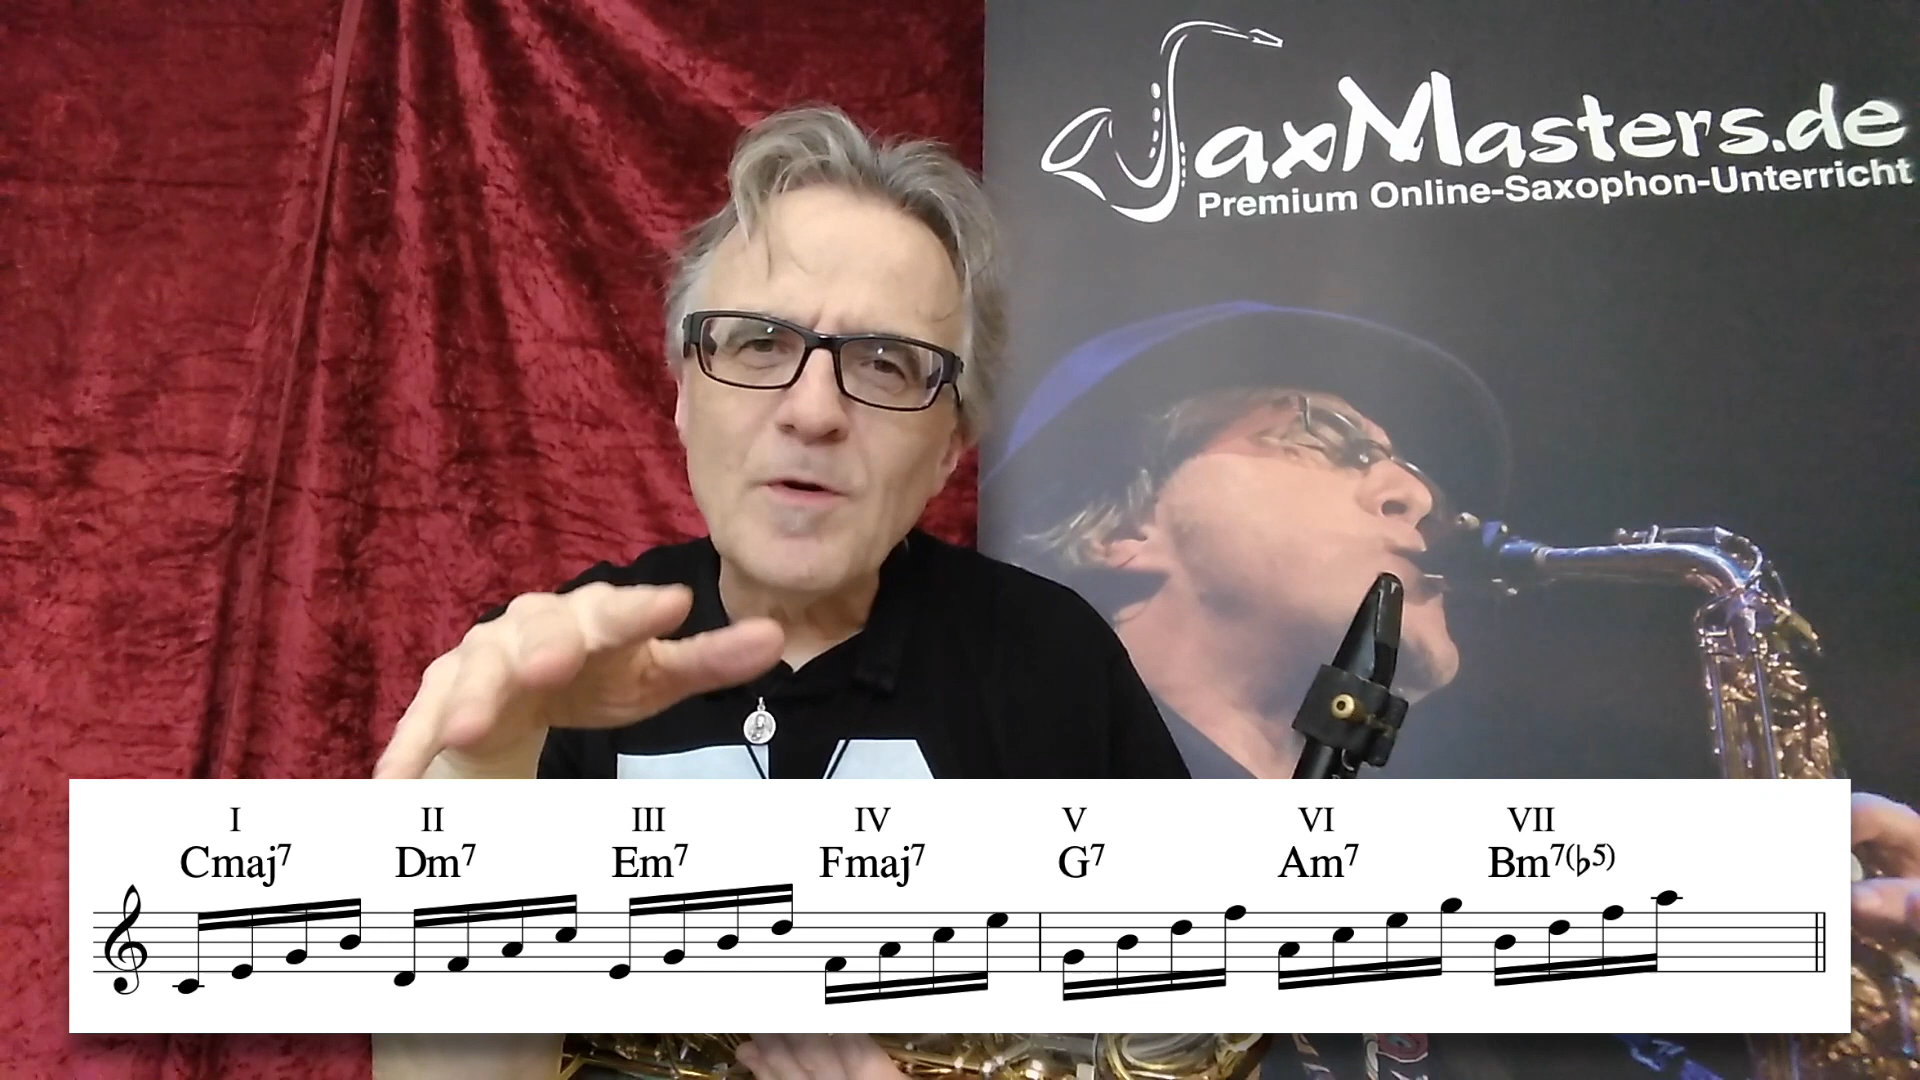 SaxMasters.de
Premium Online-Saxophon-Unterricht
I II III IV V VI VII
Cmaj7 Dm7 Em7 Fmaj7 G7 Am7 Bm7(♭5)